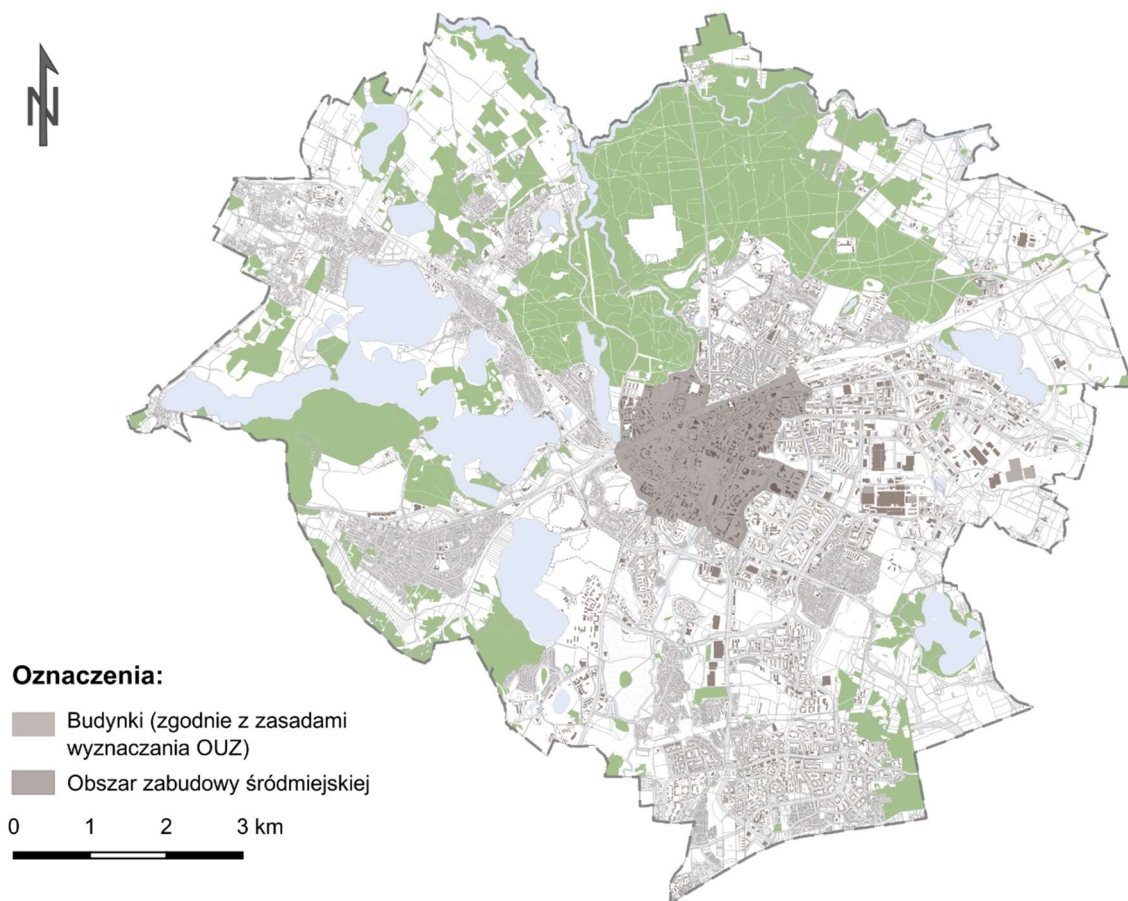 N
Oznaczenia:
Budynki (zgodnie z zasadami
wyznaczania OUZ)
Obszar zabudowy śródmiejskiej
0 1 2 3 km